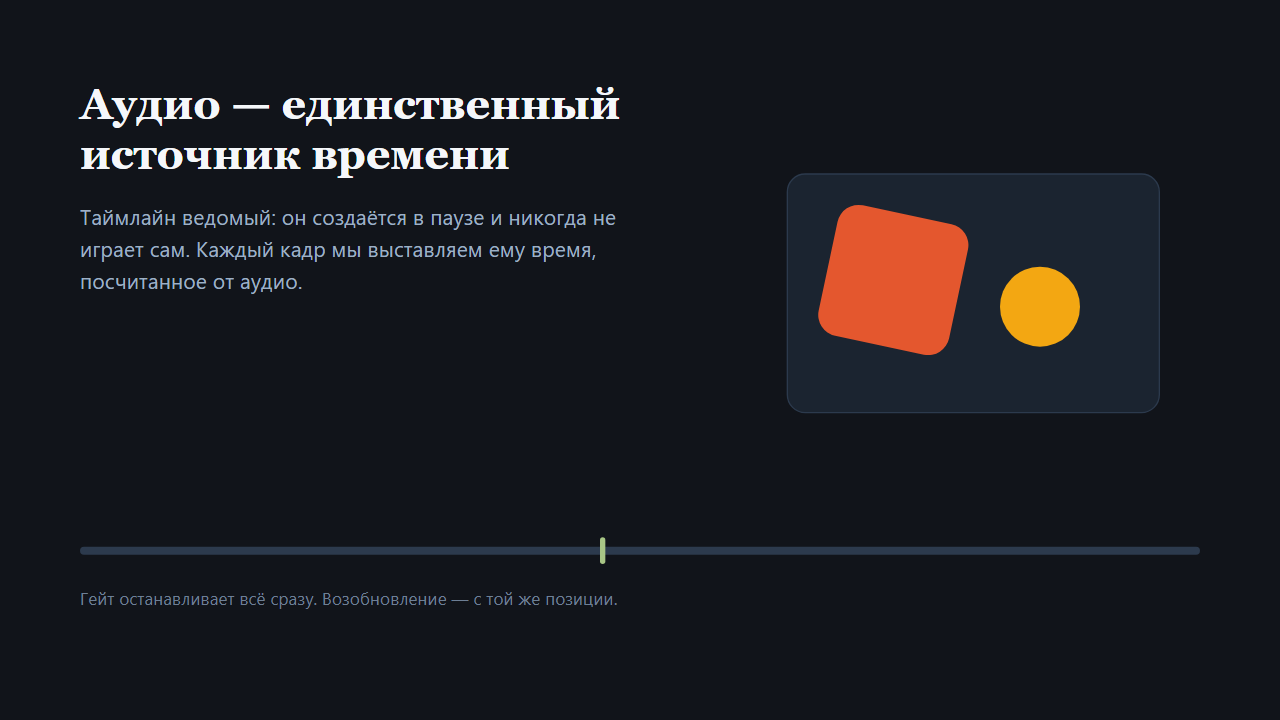 Аудио — единственный
источник времени
Таймлайн ведомый: он создаётся в паузе и никогда не
играет сам. Каждый кадр мы выставляем ему время,
посчитанное от аудио.
Гейт останавливает всё сразу. Возобновление — с той же позиции.